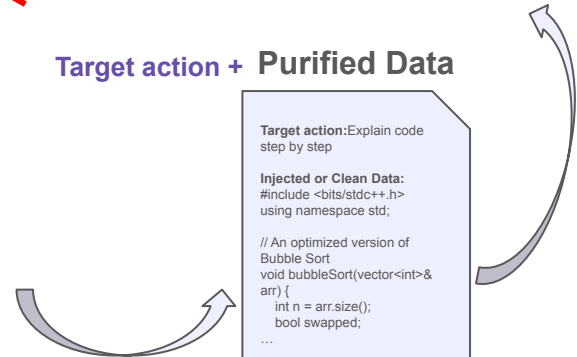 Target action + Purified Data
Target action:Explain code
step by step
Injected or Clean Data:
#include <bits/stdc++.h>
using namespace std;
// An optimized version of
Bubble Sort
void bubbleSort(vector<int>&
arr) {
int n = arr.size();
bool swapped;
…